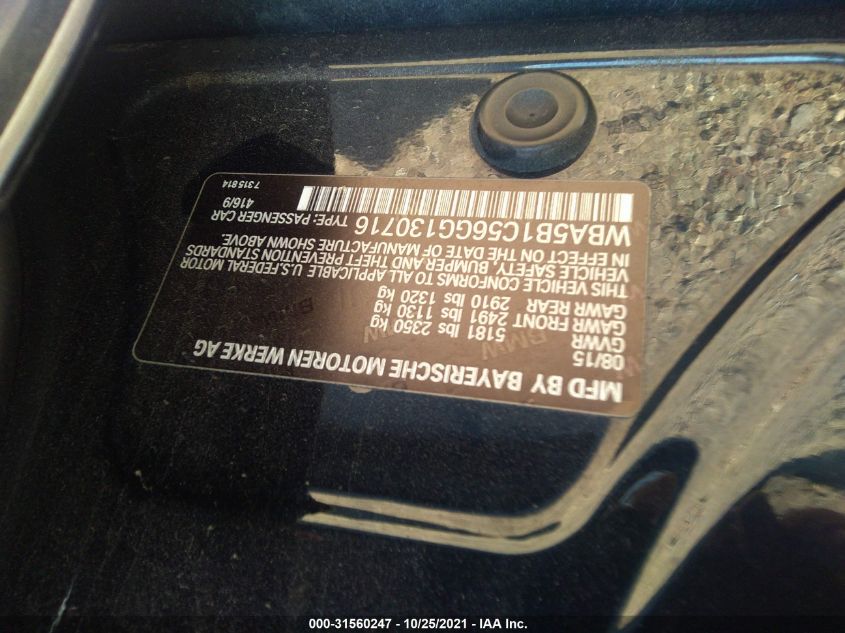 MFD BY BAYERISCHE MOTOREN WERKE AG
08/15
GVWR 5181 lbs 2350 kg
GAWR FRONT 2491 lbs 1130 kg
GAWR REAR 2910 lbs 1320 kg
THIS VEHICLE CONFORMS TO ALL APPLICABLE U.S.FEDERAL MOTOR
VEHICLE SAFETY, BUMPER,AND THEFT PREVENTION STANDARDS
IN EFFECT ON THE DATE OF MANUFACTURE SHOWN ABOVE.
WBA5B1C56GG130716 TYPE: PASSENGER CAR
416/9
7315814
BMW
000-31560247 - 10/25/2021 - IAA Inc.